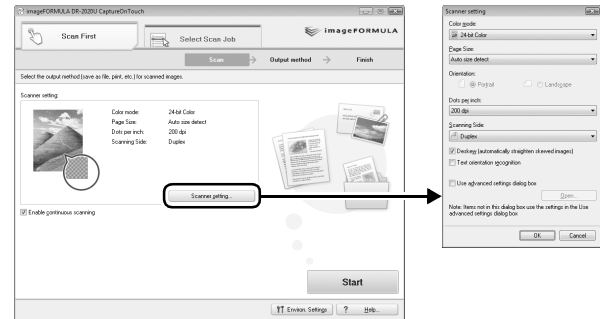 imageFORMULA DR-2020U CaptureOnTouch
Scan First
Select Scan Job
imageFORMULA
Scan
Output method
Finish
Select the output method (save as file, print, etc.) for scanned images.
Scanner setting:
Color mode: 24-bit Color
Page Size: Auto size detect
Dots per inch: 200 dpi
Scanning Side: Duplex
Scanner setting...
Enable continuous scanning
Start
Environ. Settings
? Help...
Scanner setting
Color mode:
24-bit Color
Page Size:
Auto size detect
Orientation:
Portrait Landscape
Dots per inch:
200 dpi
Scanning Side:
Duplex
Deskew (automatically straighten skewed images)
Text orientation recognition
Use advanced settings dialog box
Open...
Note: Items not in this dialog box use the settings in the Use
advanced settings dialog box
OK Cancel